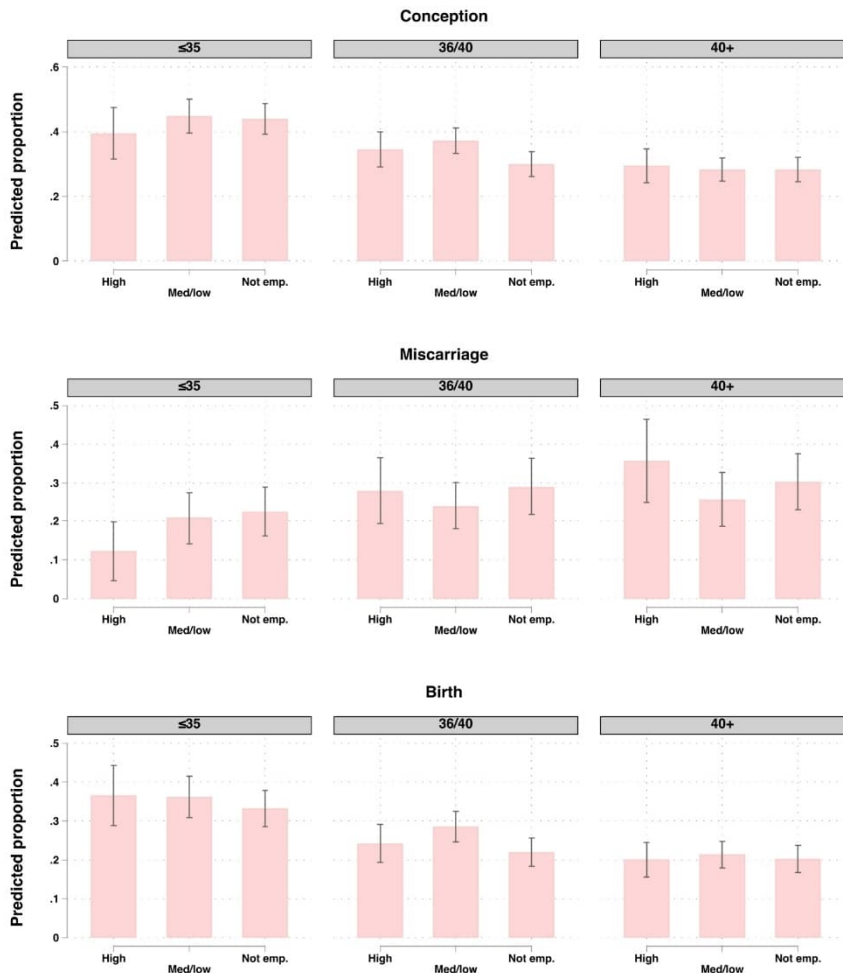 Conception
≤35 36/40 40+
Predicted proportion
.6
.4
.2
0
High Med/low Not emp. High Med/low Not emp. High Med/low Not emp.
Miscarriage
≤35 36/40 40+
Predicted proportion
.5
.4
.3
.2
.1
0
High Med/low Not emp. High Med/low Not emp. High Med/low Not emp.
Birth
≤35 36/40 40+
Predicted proportion
.5
.4
.3
.2
.1
0
High Med/low Not emp. High Med/low Not emp. High Med/low Not emp.